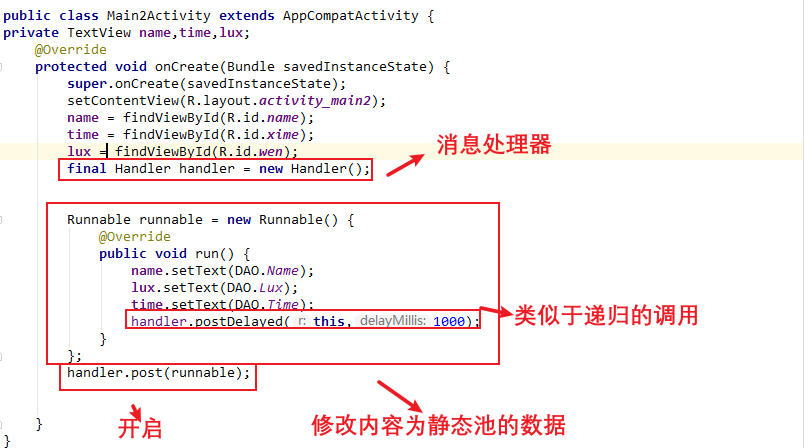 public class Main2Activity extends AppCompatActivity {
private TextView name,time,lux;
@Override
protected void onCreate(Bundle savedInstanceState) {
super.onCreate(savedInstanceState);
setContentView(R.layout.activity_main2);
name = findViewById(R.id.name);
time = findViewById(R.id.xime);
lux = findViewById(R.id.wen);
消息处理器
final Handler handler = new Handler();
Runnable runnable = new Runnable() {
@Override
public void run() {
name.setText(DAO.Name);
lux.setText(DAO.Lux);
time.setText(DAO.Time);
handler.postDelayed( r: this, delayMillis: 1000);
类似于递归的调用
}
};
handler.post(runnable);
开启
修改内容为静态池的数据
}
}